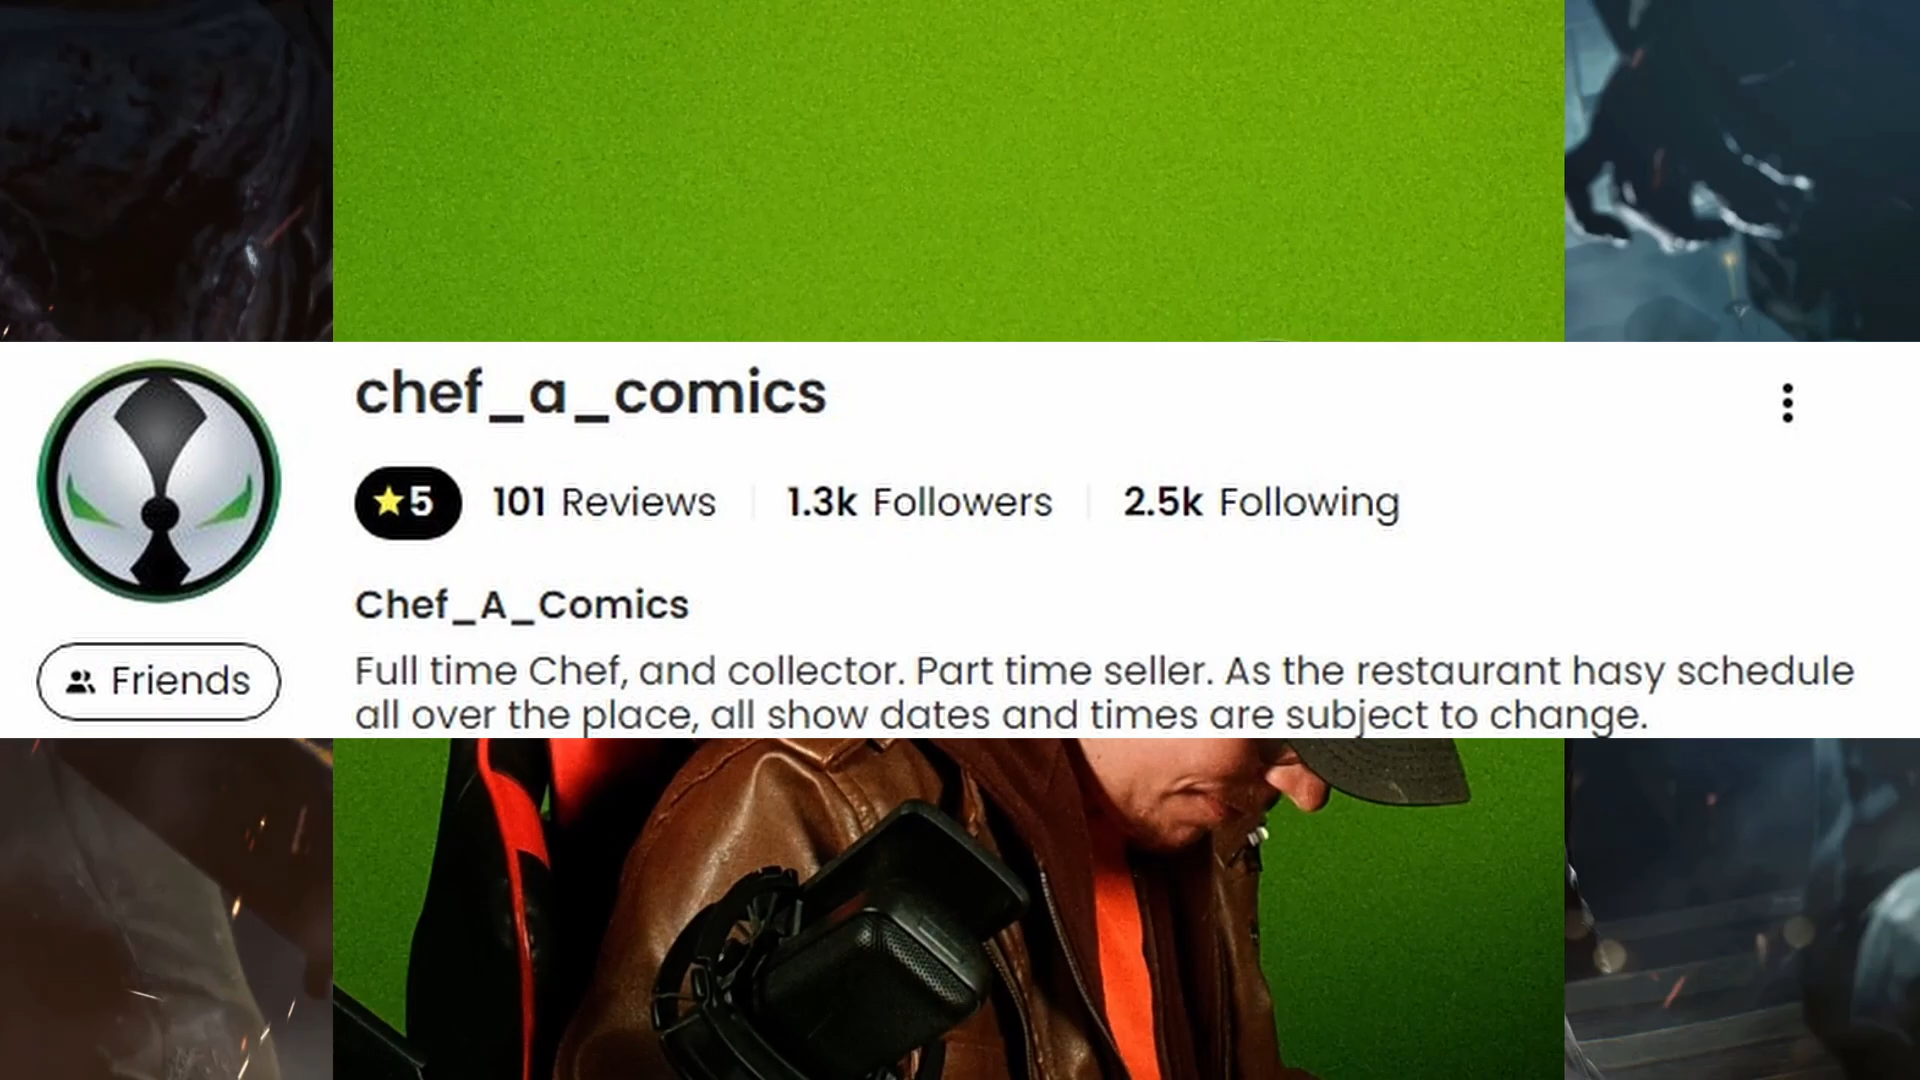 chef_a_comics
5
101 Reviews
1.3k Followers
2.5k Following
Chef_A_Comics
Friends
Full time Chef, and collector. Part time seller. As the restaurant hasy schedule
all over the place, all show dates and times are subject to change.